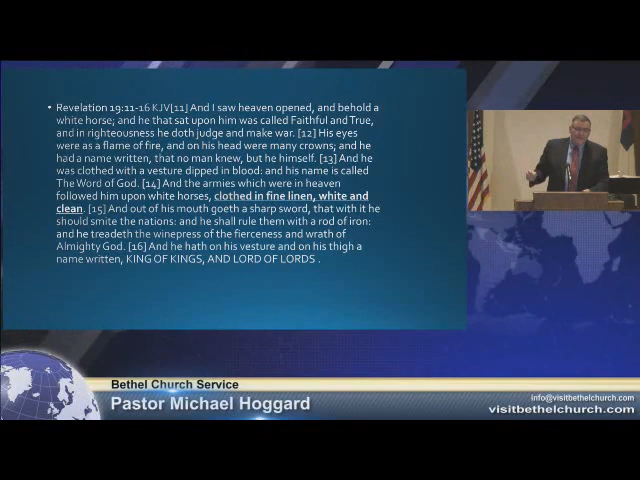 • Revelation 19:11-16 KJV[11] And I saw heaven opened, and behold a
white horse; and he that sat upon him was called Faithful and True,
and in righteousness he doth judge and make war. [12] His eyes
were as a flame of fire, and on his head were many crowns; and he
had a name written, that no man knew, but he himself. [13] And he
was clothed with a vesture dipped in blood: and his name is called
The Word of God. [14] And the armies which were in heaven
followed him upon white horses, clothed in fine linen, white and
clean. [15] And out of his mouth goeth a sharp sword, that with it he
should smite the nations: and he shall rule them with a rod of iron:
and he treadeth the winepress of the fierceness and wrath of
Almighty God. [16] And he hath on his vesture and on his thigh a
name written, KING OF KINGS, AND LORD OF LORDS .
Bethel Church Service
Pastor Michael Hoggard
info@visitbethelchurch.com
visitbethelchurch.com